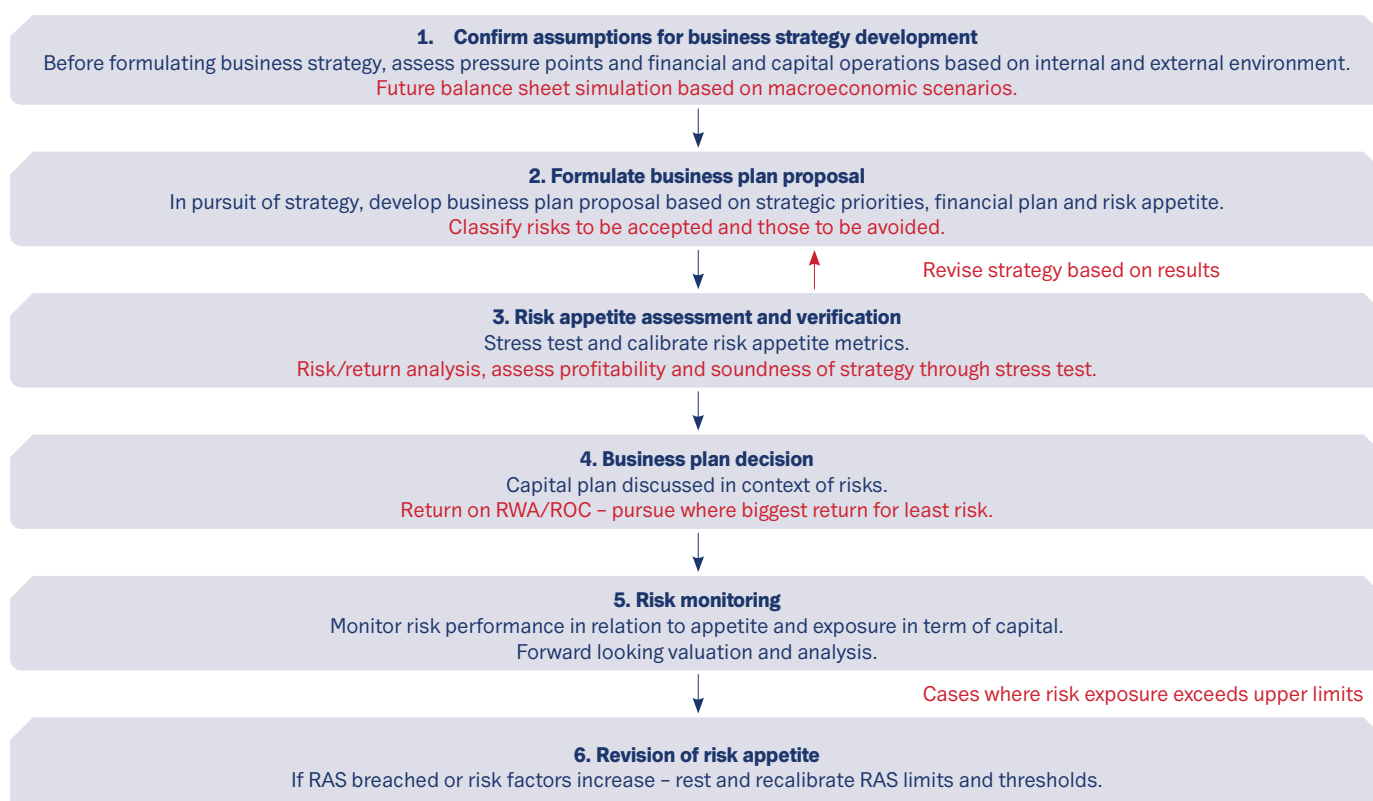 1. Confirm assumptions for business strategy development
Before formulating business strategy, assess pressure points and financial and capital operations based on internal and external environment.
Future balance sheet simulation based on macroeconomic scenarios.
2. Formulate business plan proposal
In pursuit of strategy, develop business plan proposal based on strategic priorities, financial plan and risk appetite.
Classify risks to be accepted and those to be avoided.
Revise strategy based on results
3. Risk appetite assessment and verification
Stress test and calibrate risk appetite metrics.
Risk/return analysis, assess profitability and soundness of strategy through stress test.
4. Business plan decision
Capital plan discussed in context of risks.
Return on RWA/ROC – pursue where biggest return for least risk.
5. Risk monitoring
Monitor risk performance in relation to appetite and exposure in term of capital.
Forward looking valuation and analysis.
Cases where risk exposure exceeds upper limits
6. Revision of risk appetite
If RAS breached or risk factors increase – rest and recalibrate RAS limits and thresholds.